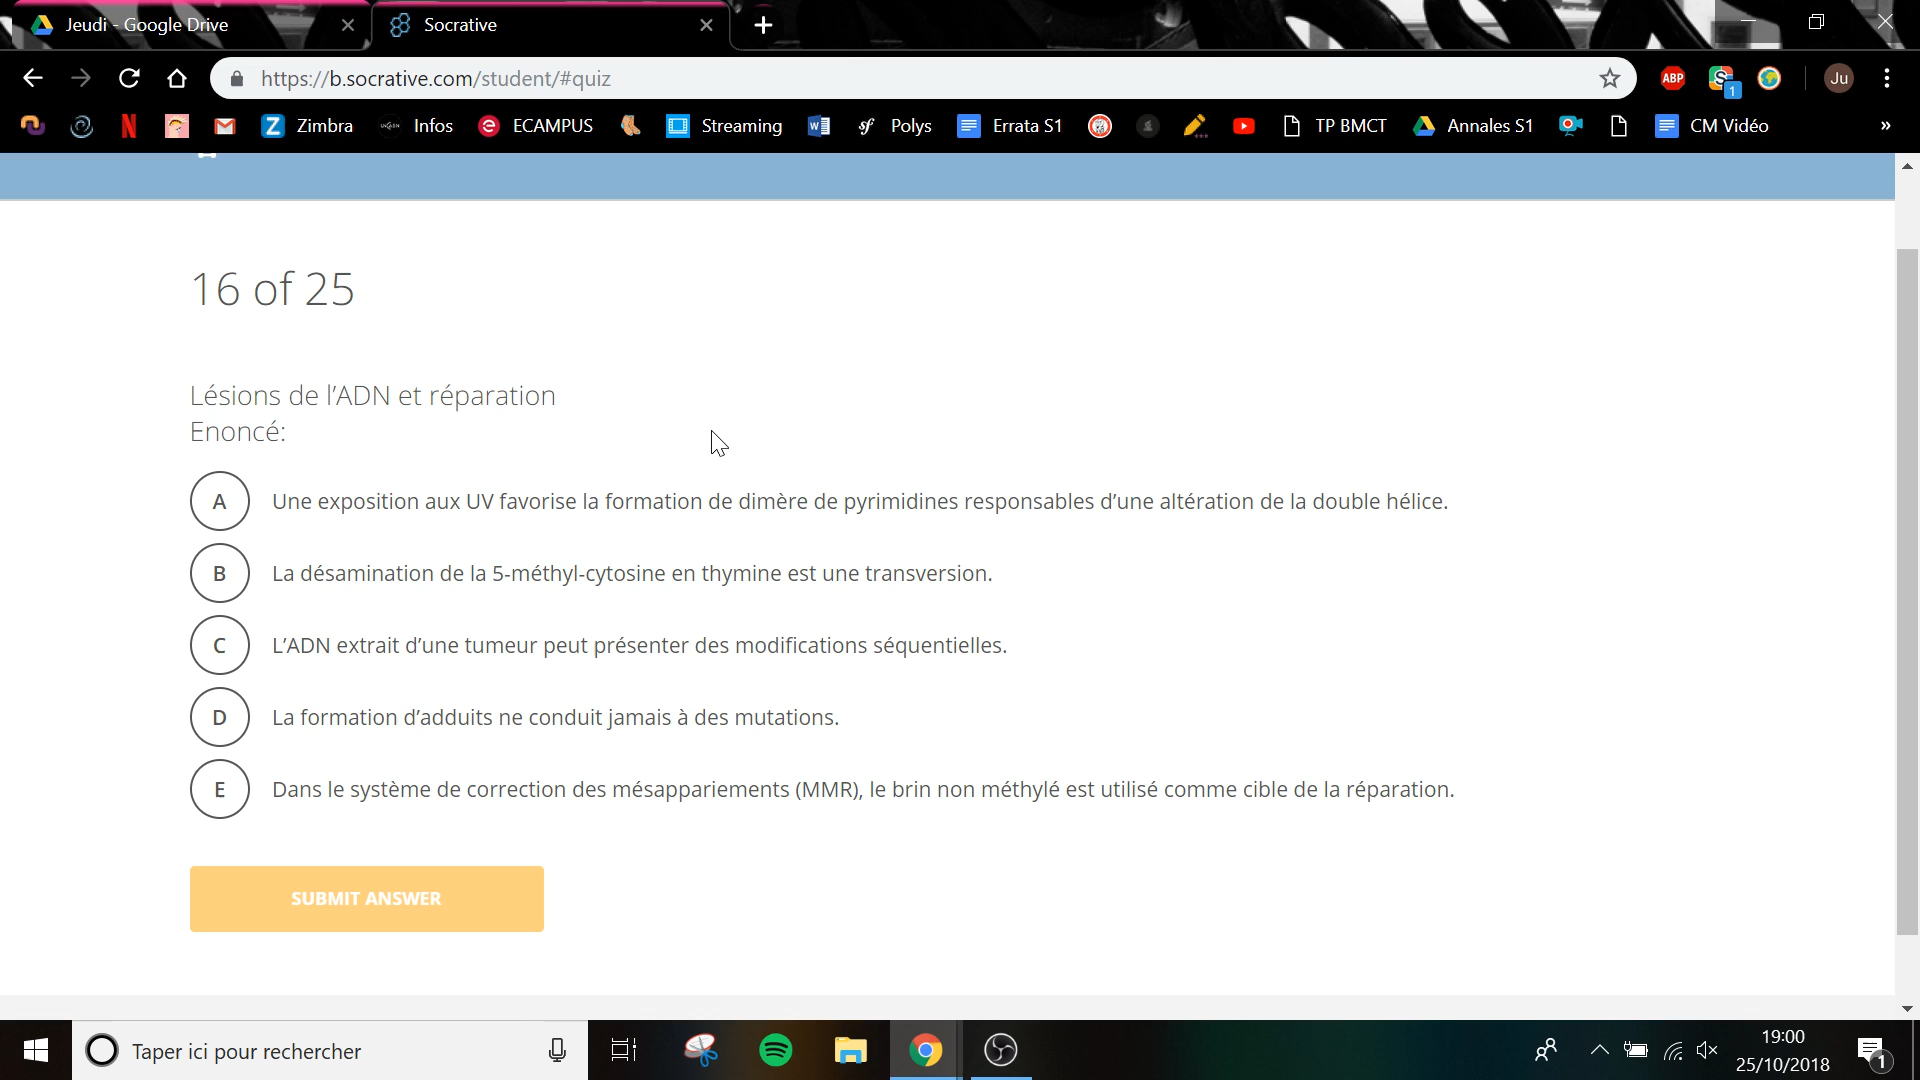 Jeudi - Google Drive
Socrative
https://b.socrative.com/student/#quiz
ABP
S
1
Ju
N
Z Zimbra
Infos
ECAMPUS
Streaming
W
sf Polys
Errata S1
TP BMCT
Annales S1
CM Vidéo
»
16 of 25
Lésions de l’ADN et réparation
Enoncé:
A Une exposition aux UV favorise la formation de dimère de pyrimidines responsables d’une altération de la double hélice.
B La désamination de la 5-méthyl-cytosine en thymine est une transversion.
C L’ADN extrait d’une tumeur peut présenter des modifications séquentielles.
D La formation d’adduits ne conduit jamais à des mutations.
E Dans le système de correction des mésappariements (MMR), le brin non méthylé est utilisé comme cible de la réparation.
SUBMIT ANSWER
Taper ici pour rechercher
19:00
25/10/2018
1